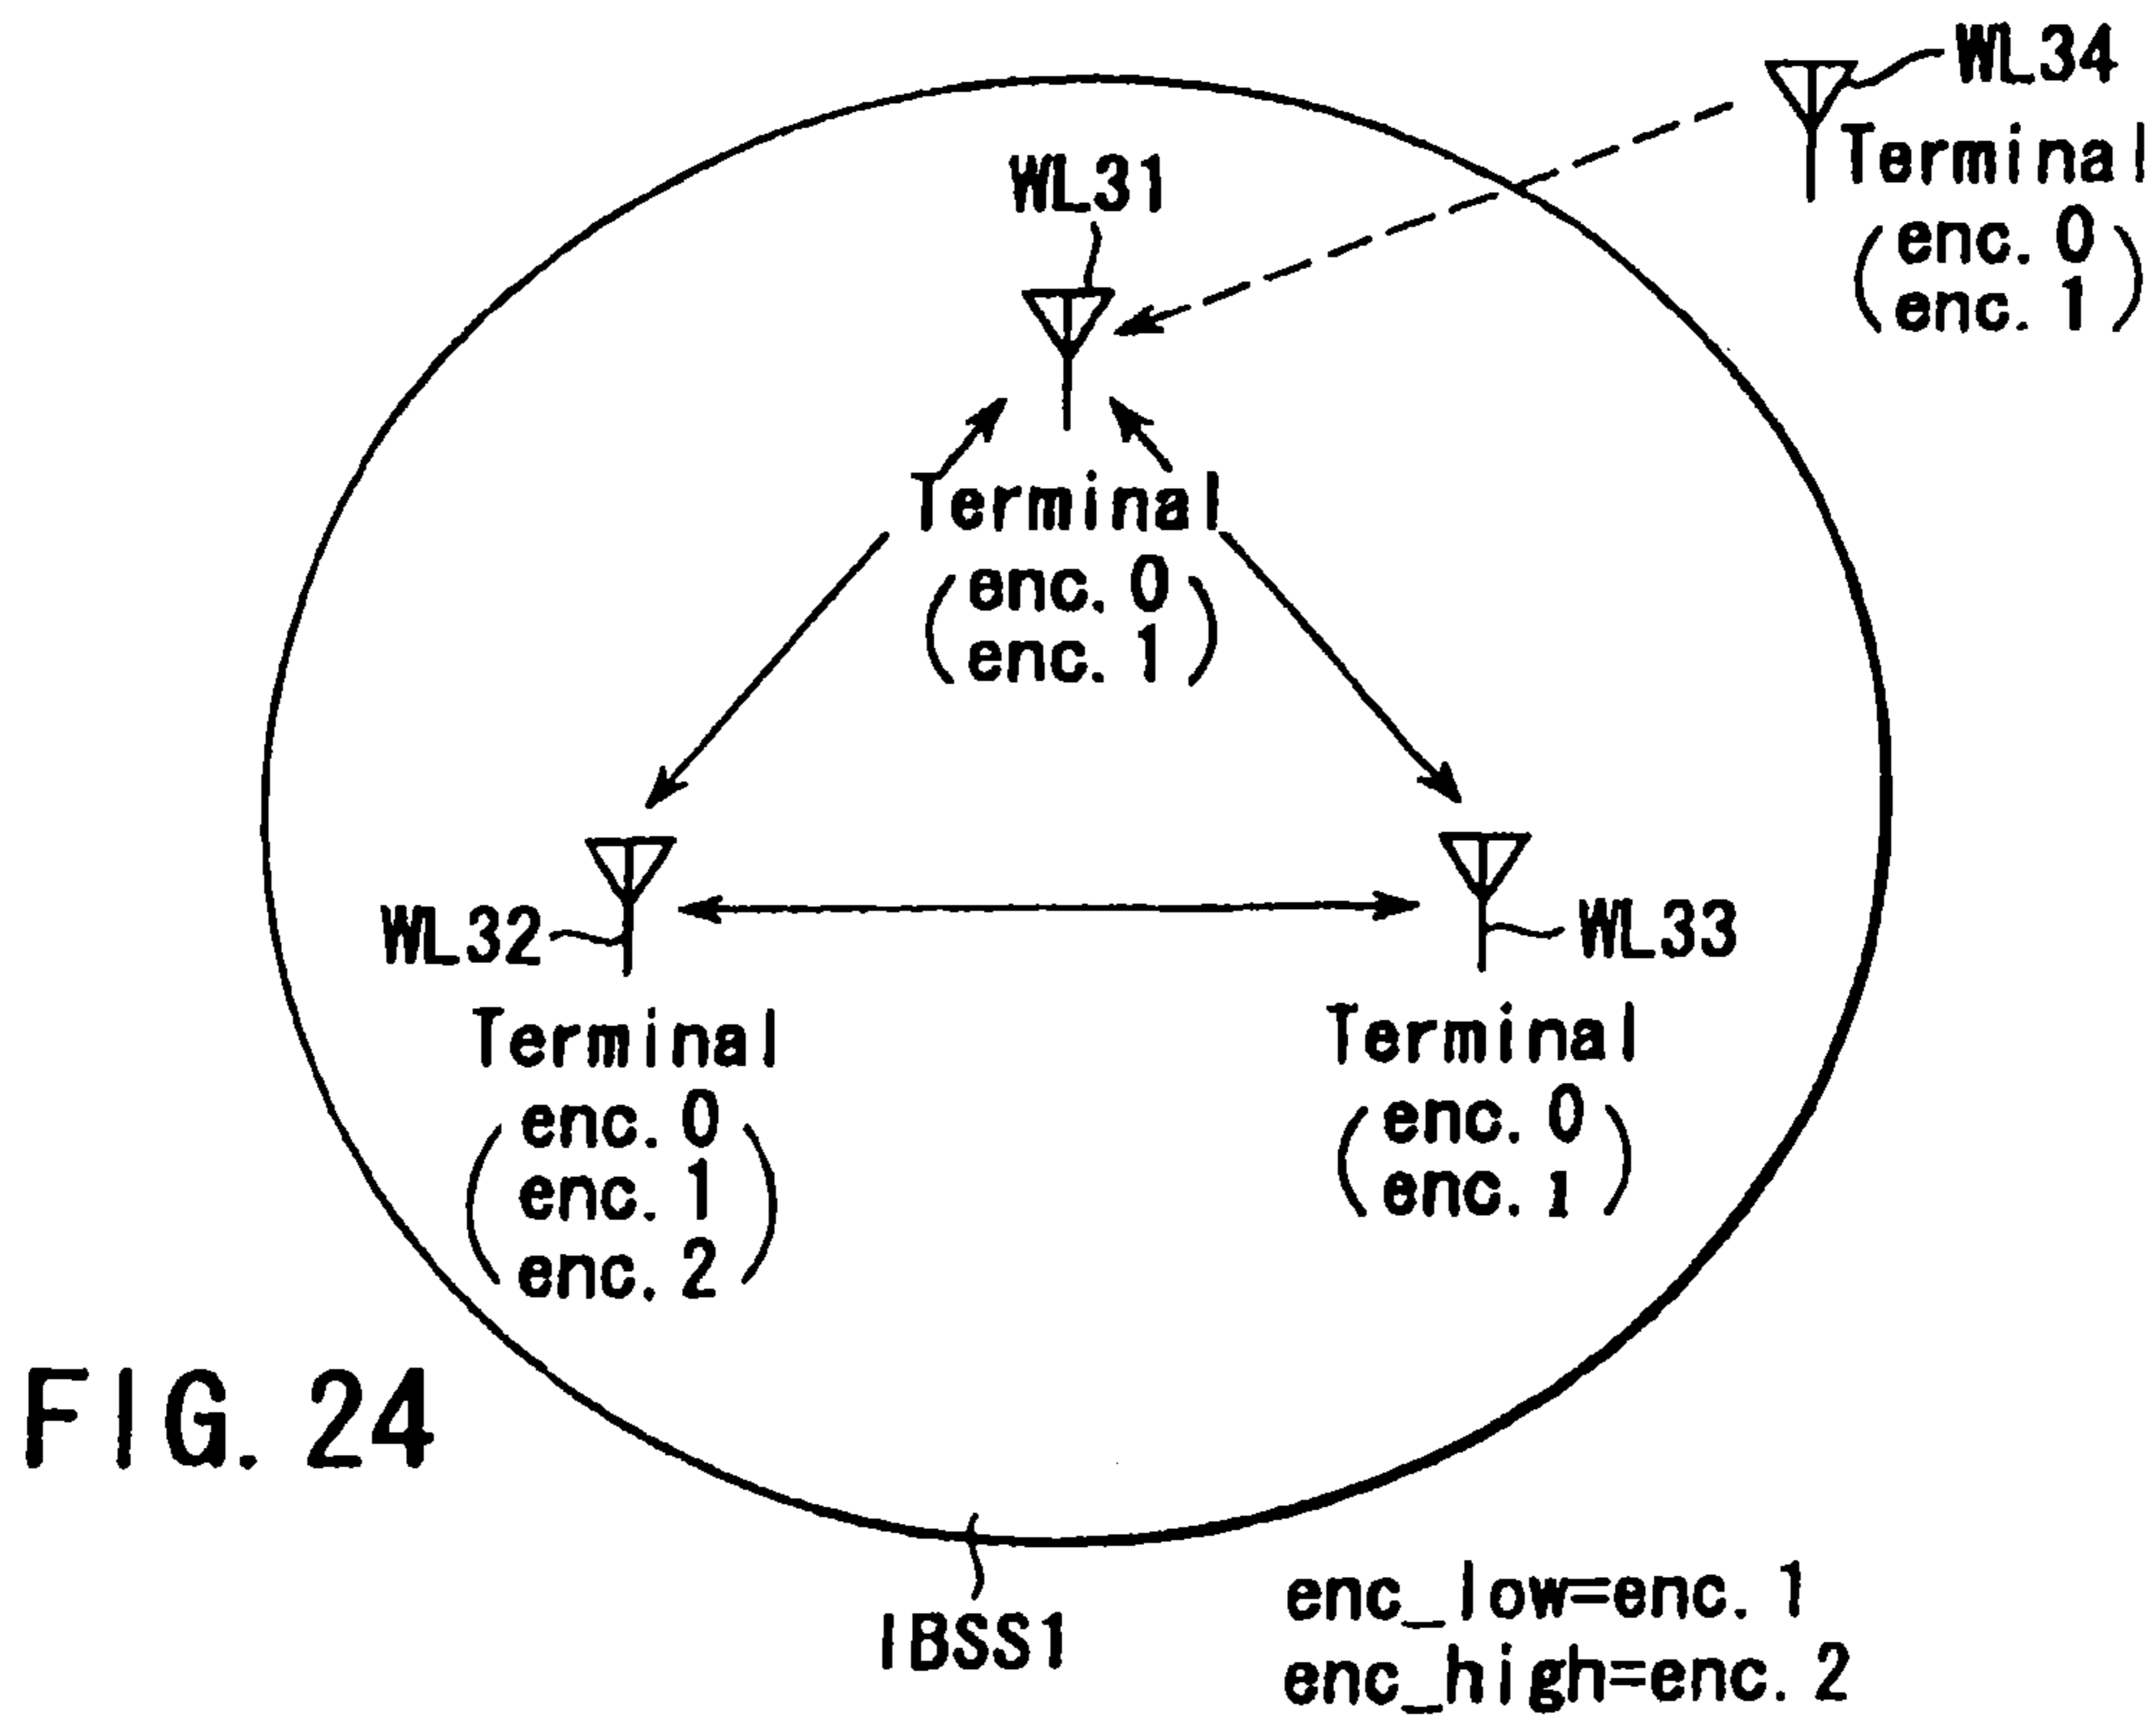 WL34
Terminal
(enc. 0
enc. 1)
WL31
Terminal
(enc. 0
enc. 1)
WL32
Terminal
(enc. 0
enc. 1
enc. 2)
WL33
Terminal
(enc. 0
enc. 1)
FIG. 24
IBSS1
enc_low=enc. 1
enc_high=enc. 2